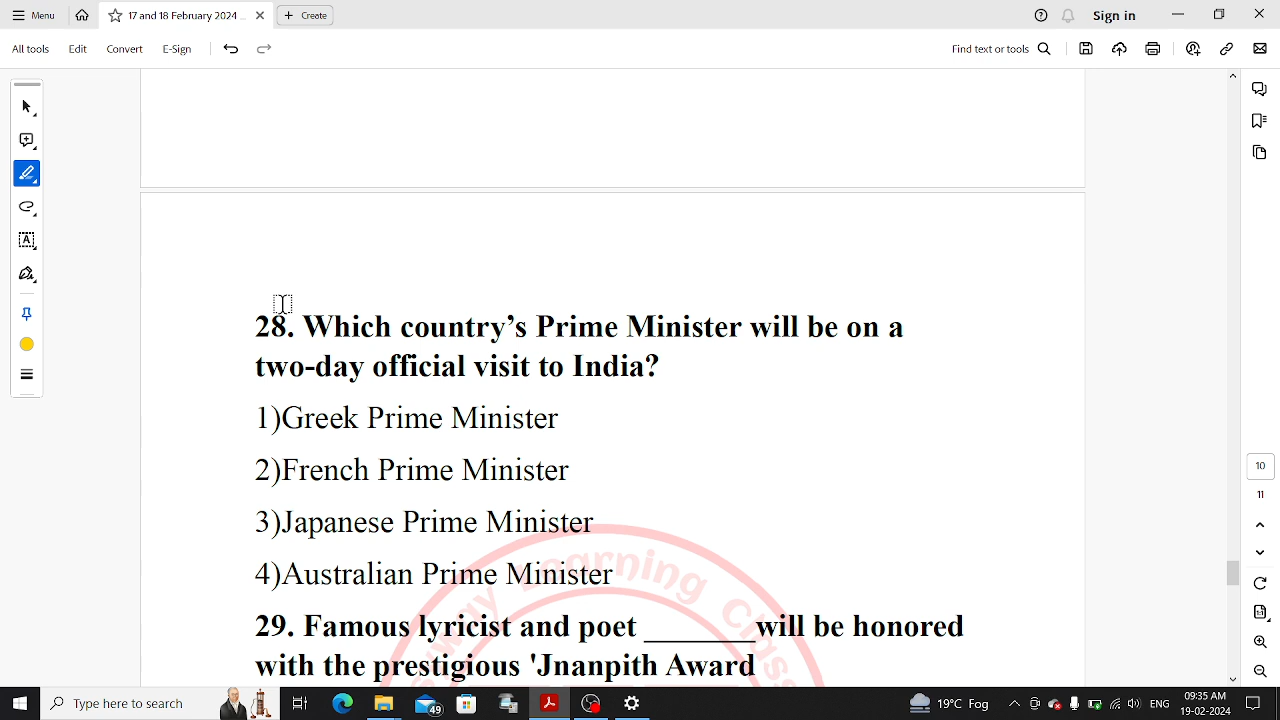 Menu
17 and 18 February 2024 ...
Create
Sign in
All tools
Edit
Convert
E-Sign
Find text or tools
28. Which country’s Prime Minister will be on a
two-day official visit to India?
1)Greek Prime Minister
2)French Prime Minister
3)Japanese Prime Minister
4)Australian Prime Minister
29. Famous lyricist and poet ________will be honored
with the prestigious 'Jnanpith Award
Learning
10
11
Type here to search
49
19°C Fog
ENG
09:35 AM
19-02-2024